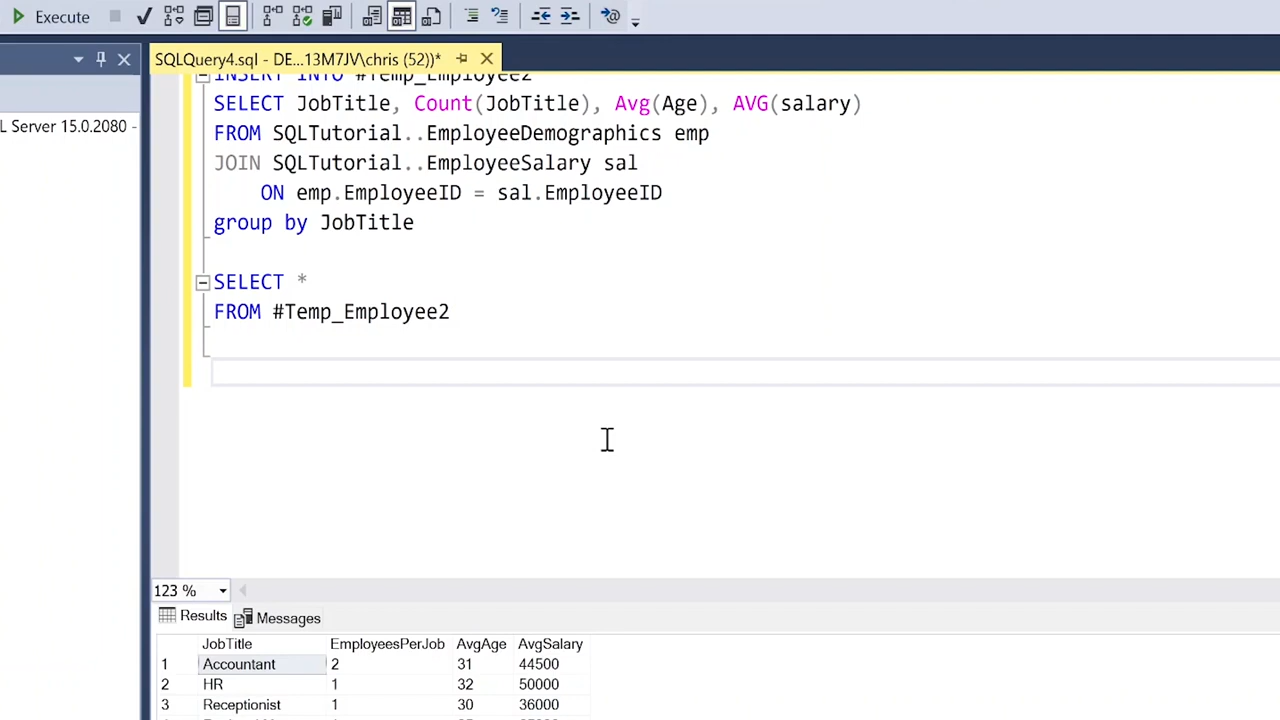 Execute
SQLQuery4.sql - DE...13M7JV\chris (52))*
L Server 15.0.2080 -
INSERT INTO #Temp_Employee2
SELECT JobTitle, Count(JobTitle), Avg(Age), AVG(salary)
FROM SQLTutorial..EmployeeDemographics emp
JOIN SQLTutorial..EmployeeSalary sal
ON emp.EmployeeID = sal.EmployeeID
group by JobTitle
SELECT *
FROM #Temp_Employee2
123 %
Results Messages
JobTitle EmployeesPerJob AvgAge AvgSalary
1 Accountant 2 31 44500
2 HR 1 32 50000
3 Receptionist 1 30 36000